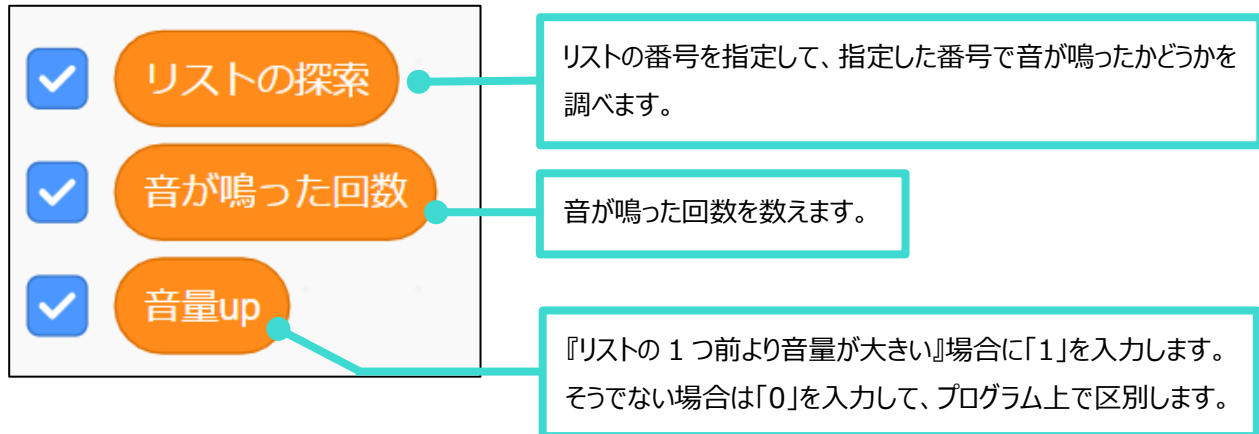 リストの探索
リストの番号を指定して、指定した番号で音が鳴ったかどうかを
調べます。
音が鳴った回数
音が鳴った回数を数えます。
音量up
『リストの 1 つ前より音量が大きい』場合に「1」を入力します。
そうでない場合は「0」を入力して、プログラム上で区別します。